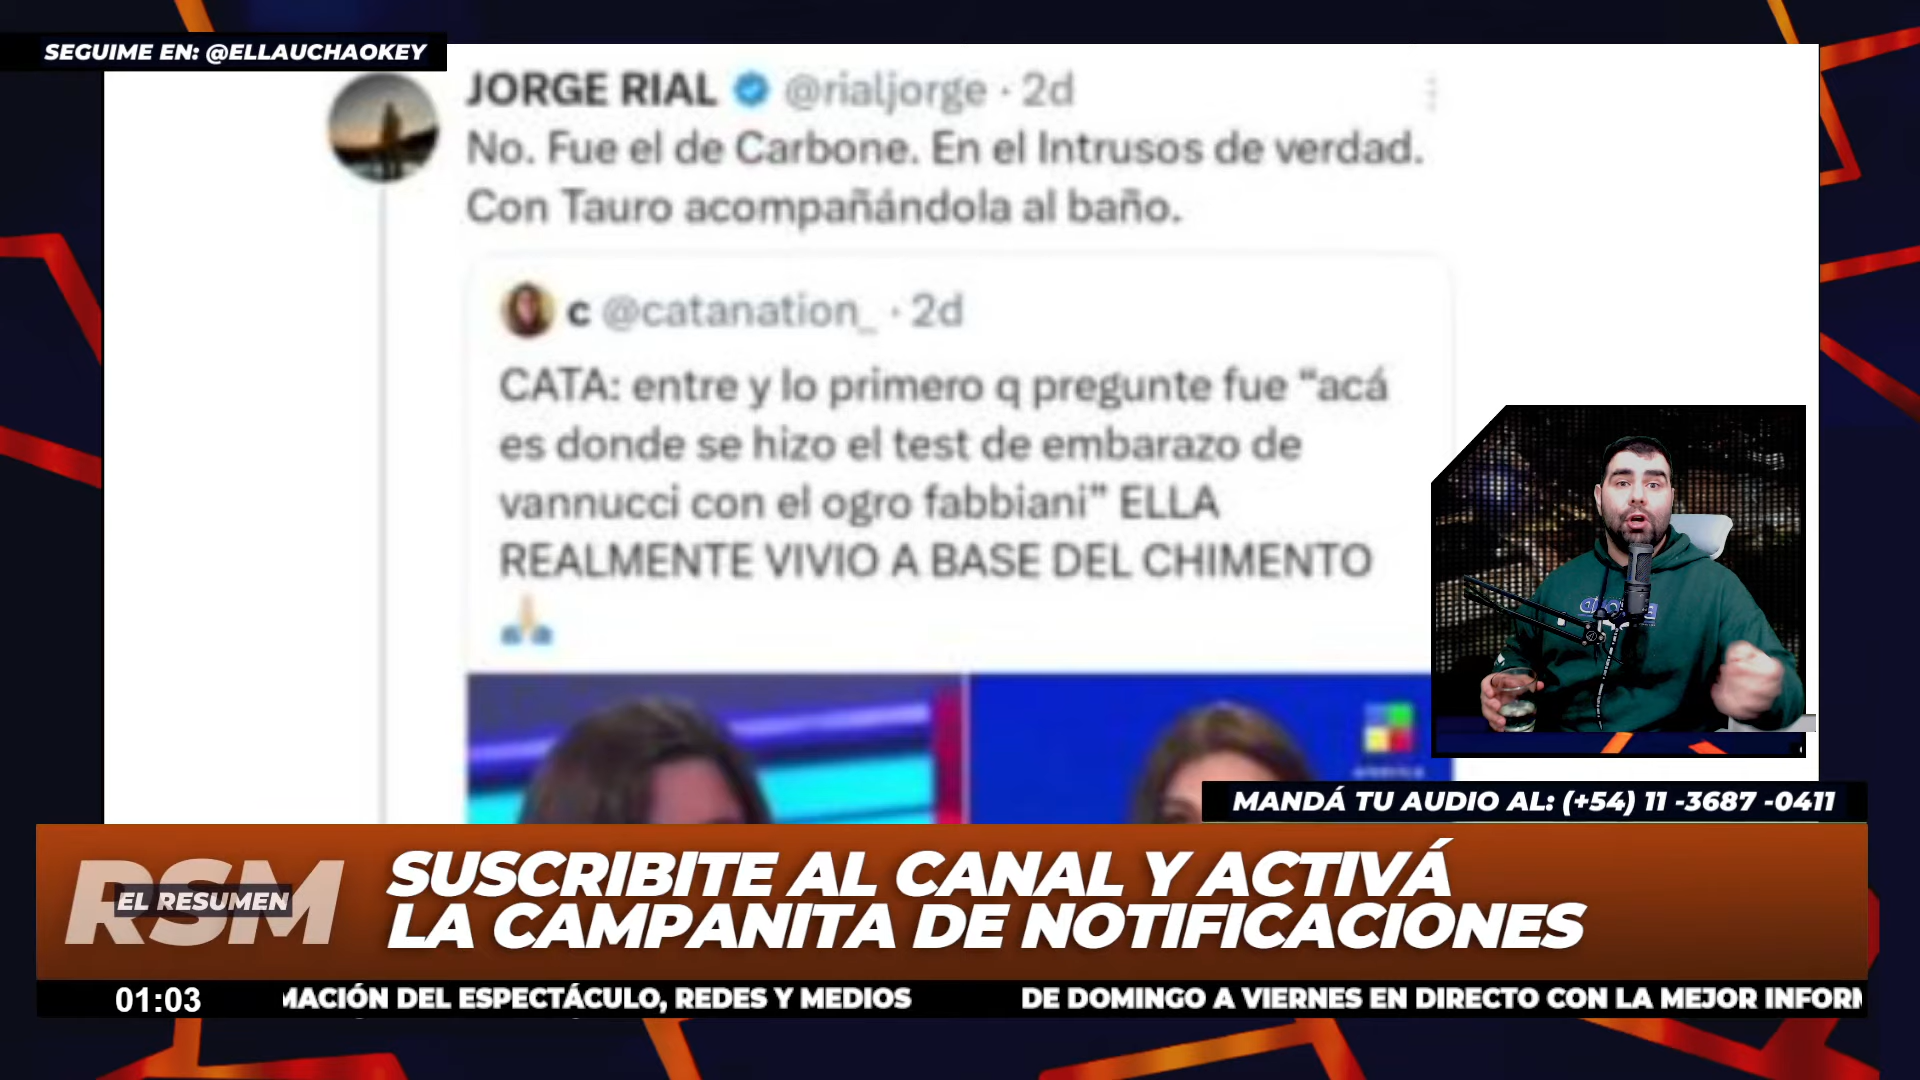 SEGUIME EN: @ELLAUCHAOKEY
JORGE RIAL @rialjorge · 2d
No. Fue el de Carbone. En el Intrusos de verdad.
Con Tauro acompañándola al baño.
c @catanation_ · 2d
CATA: entre y lo primero q pregunte fue “acá
es donde se hizo el test de embarazo de
vannucci con el ogro fabbiani” ELLA
REALMENTE VIVIO A BASE DEL CHIMENTO
MANDÁ TU AUDIO AL: (+54) 11 -3687 -0411
RSM
EL RESUMEN
SUSCRIBITE AL CANAL Y ACTIVÁ
LA CAMPANITA DE NOTIFICACIONES
01:03
MACIÓN DEL ESPECTÁCULO, REDES Y MEDIOS DE DOMINGO A VIERNES EN DIRECTO CON LA MEJOR INFORM